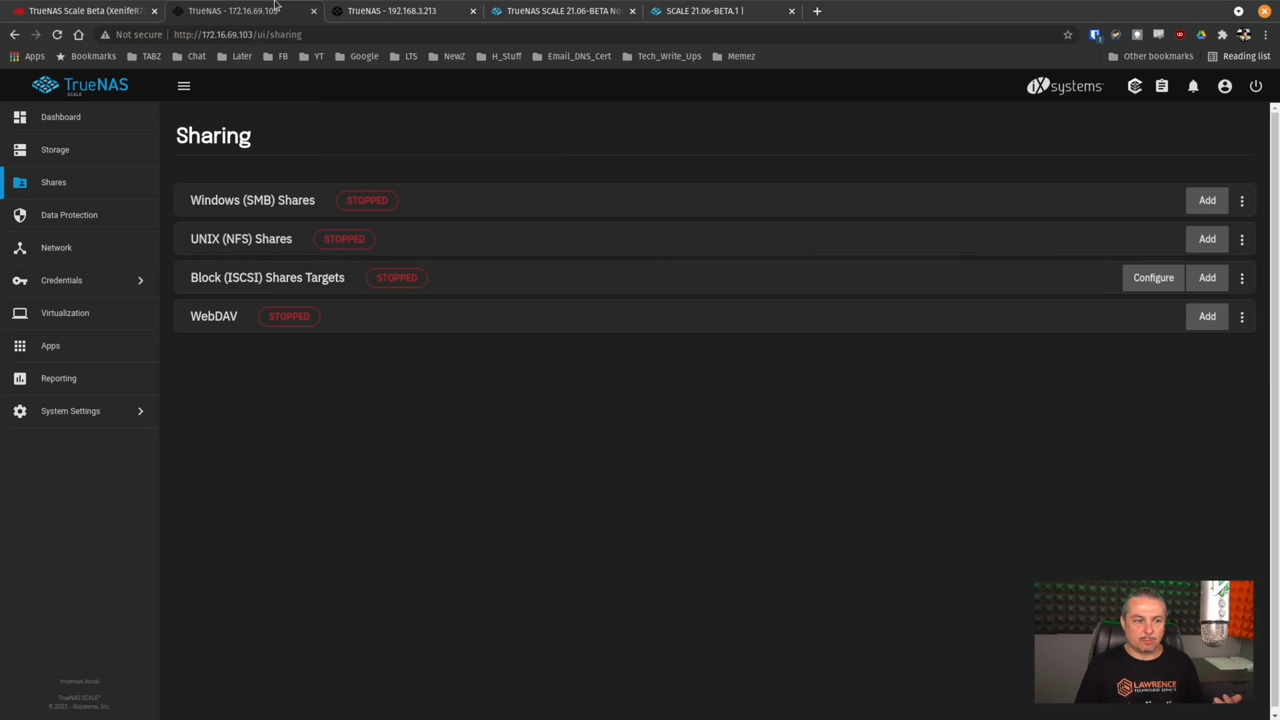 TrueNAS Scale Beta (XenifeR7
TrueNAS - 172.16.69.103
TrueNAS - 192.168.3.213
TrueNAS SCALE 21.06-BETA No
SCALE 21.06-BETA.1 |
Not secure
http://172.16.69.103/ui/sharing
Apps
Bookmarks
TABZ
Chat
Later
FB
YT
Google
LTS
NewZ
H_Stuff
Email_DNS_Cert
Tech_Write_Ups
Memez
Other bookmarks
Reading list
TrueNAS
SCALE
iXsystems
Dashboard
Storage
Shares
Data Protection
Network
Credentials
Virtualization
Apps
Reporting
System Settings
Sharing
Windows (SMB) Shares STOPPED Add
UNIX (NFS) Shares STOPPED Add
Block (ISCSI) Shares Targets STOPPED Configure Add
WebDAV STOPPED Add
truenas.local
TrueNAS SCALE®
© 2021 - iXsystems, Inc.
LAWRENCE